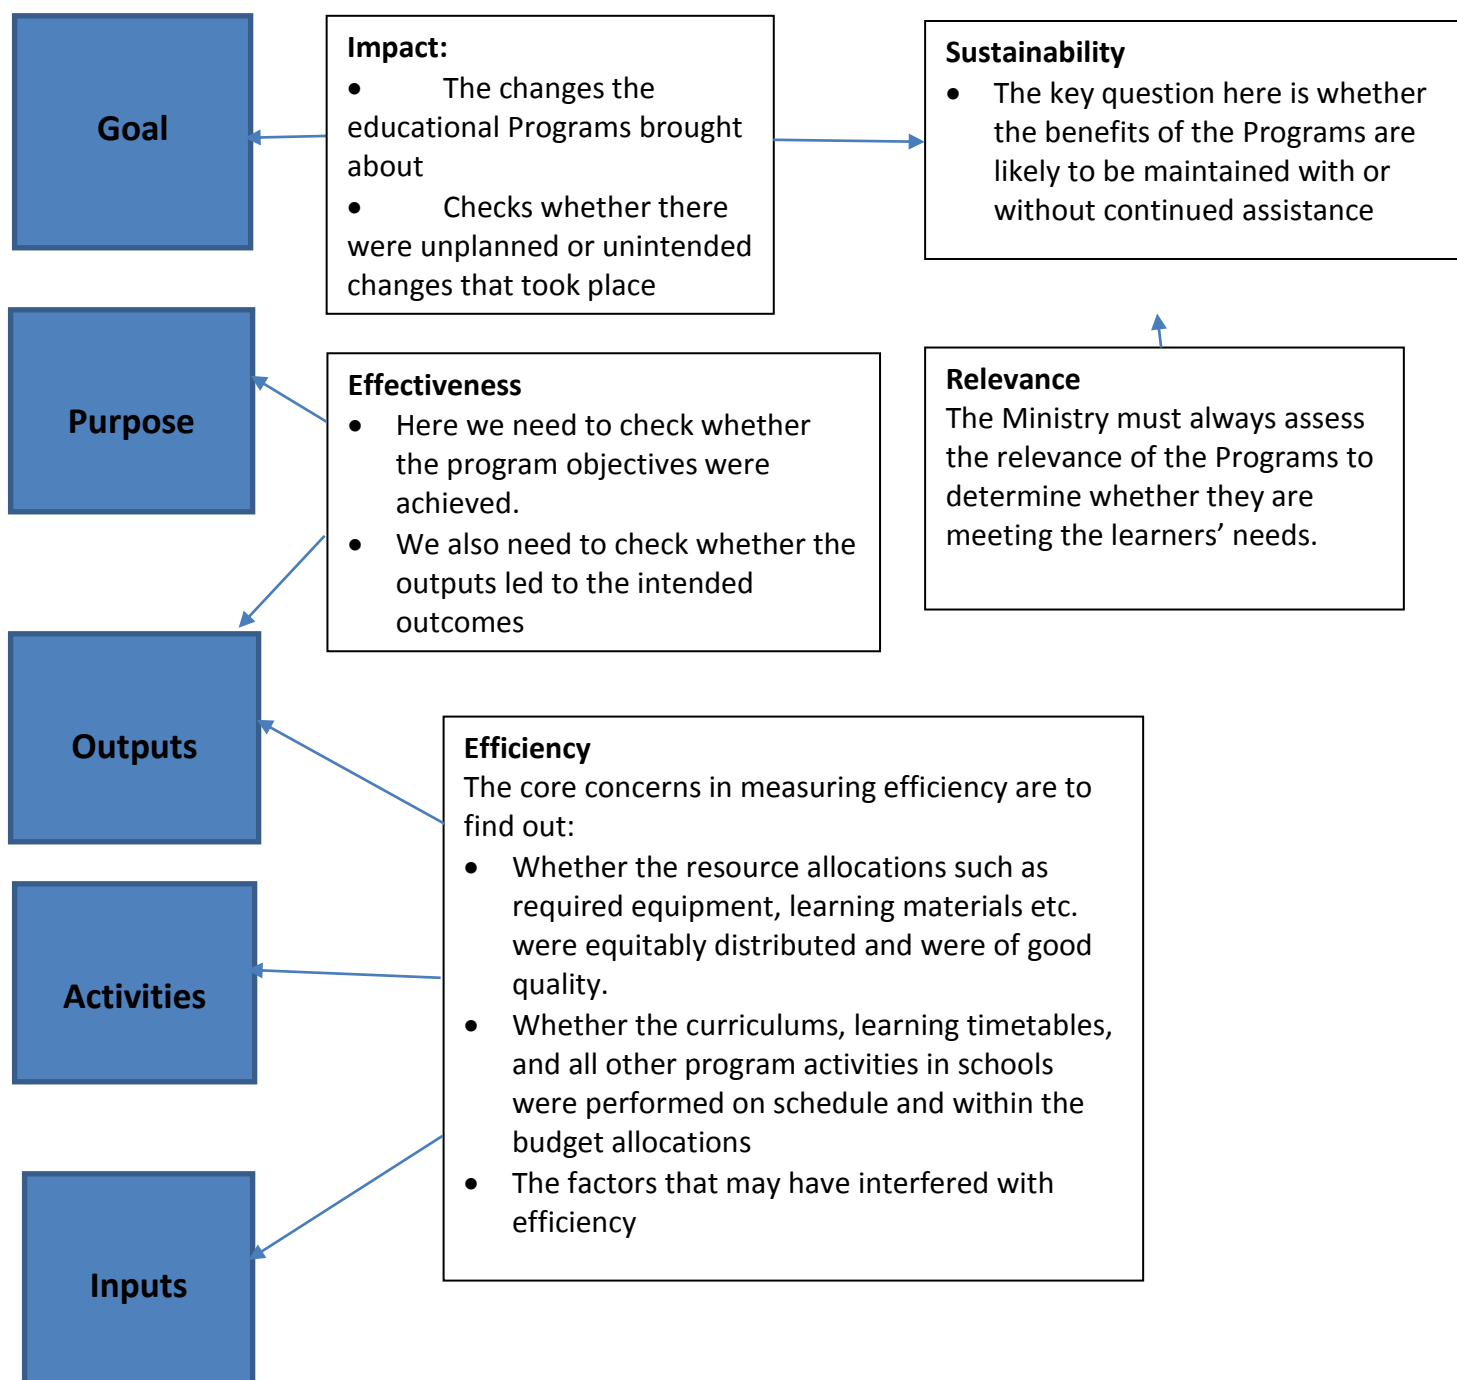 Goal
Impact:
• The changes the
educational Programs brought
about
• Checks whether there
were unplanned or unintended
changes that took place
Sustainability
• The key question here is whether
the benefits of the Programs are
likely to be maintained with or
without continued assistance
Purpose
Effectiveness
• Here we need to check whether
the program objectives were
achieved.
• We also need to check whether the
outputs led to the intended
outcomes
Relevance
The Ministry must always assess
the relevance of the Programs to
determine whether they are
meeting the learners’ needs.
Outputs
Efficiency
The core concerns in measuring efficiency are to
find out:
• Whether the resource allocations such as
required equipment, learning materials etc.
were equitably distributed and were of good
quality.
• Whether the curriculums, learning timetables,
and all other program activities in schools
were performed on schedule and within the
budget allocations
• The factors that may have interfered with
efficiency
Activities
Inputs